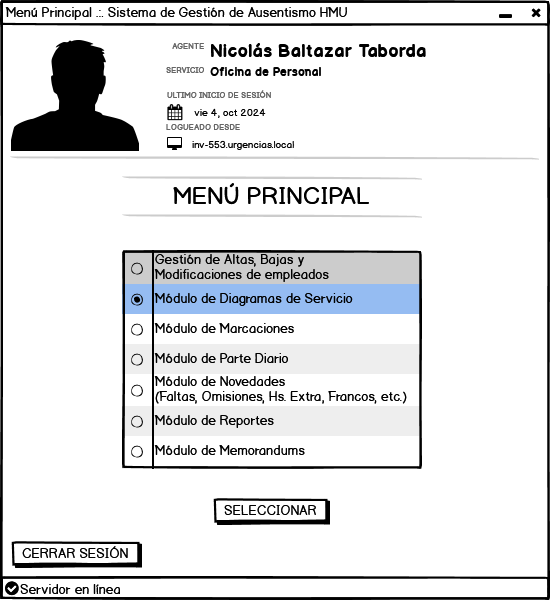 Menú Principal .:. Sistema de Gestión de Ausentismo HMU
AGENTE Nicolás Baltazar Taborda
SERVICIO Oficina de Personal
ULTIMO INICIO DE SESIÓN
vie 4, oct 2024
LOGUEADO DESDE
inv-553.urgencias.local
MENÚ PRINCIPAL
Gestión de Altas, Bajas y
Modificaciones de empleados
Módulo de Diagramas de Servicio
Módulo de Marcaciones
Módulo de Parte Diario
Módulo de Novedades
(Faltas, Omisiones, Hs. Extra, Francos, etc.)
Módulo de Reportes
Módulo de Memorandums
SELECCIONAR
CERRAR SESIÓN
Servidor en línea